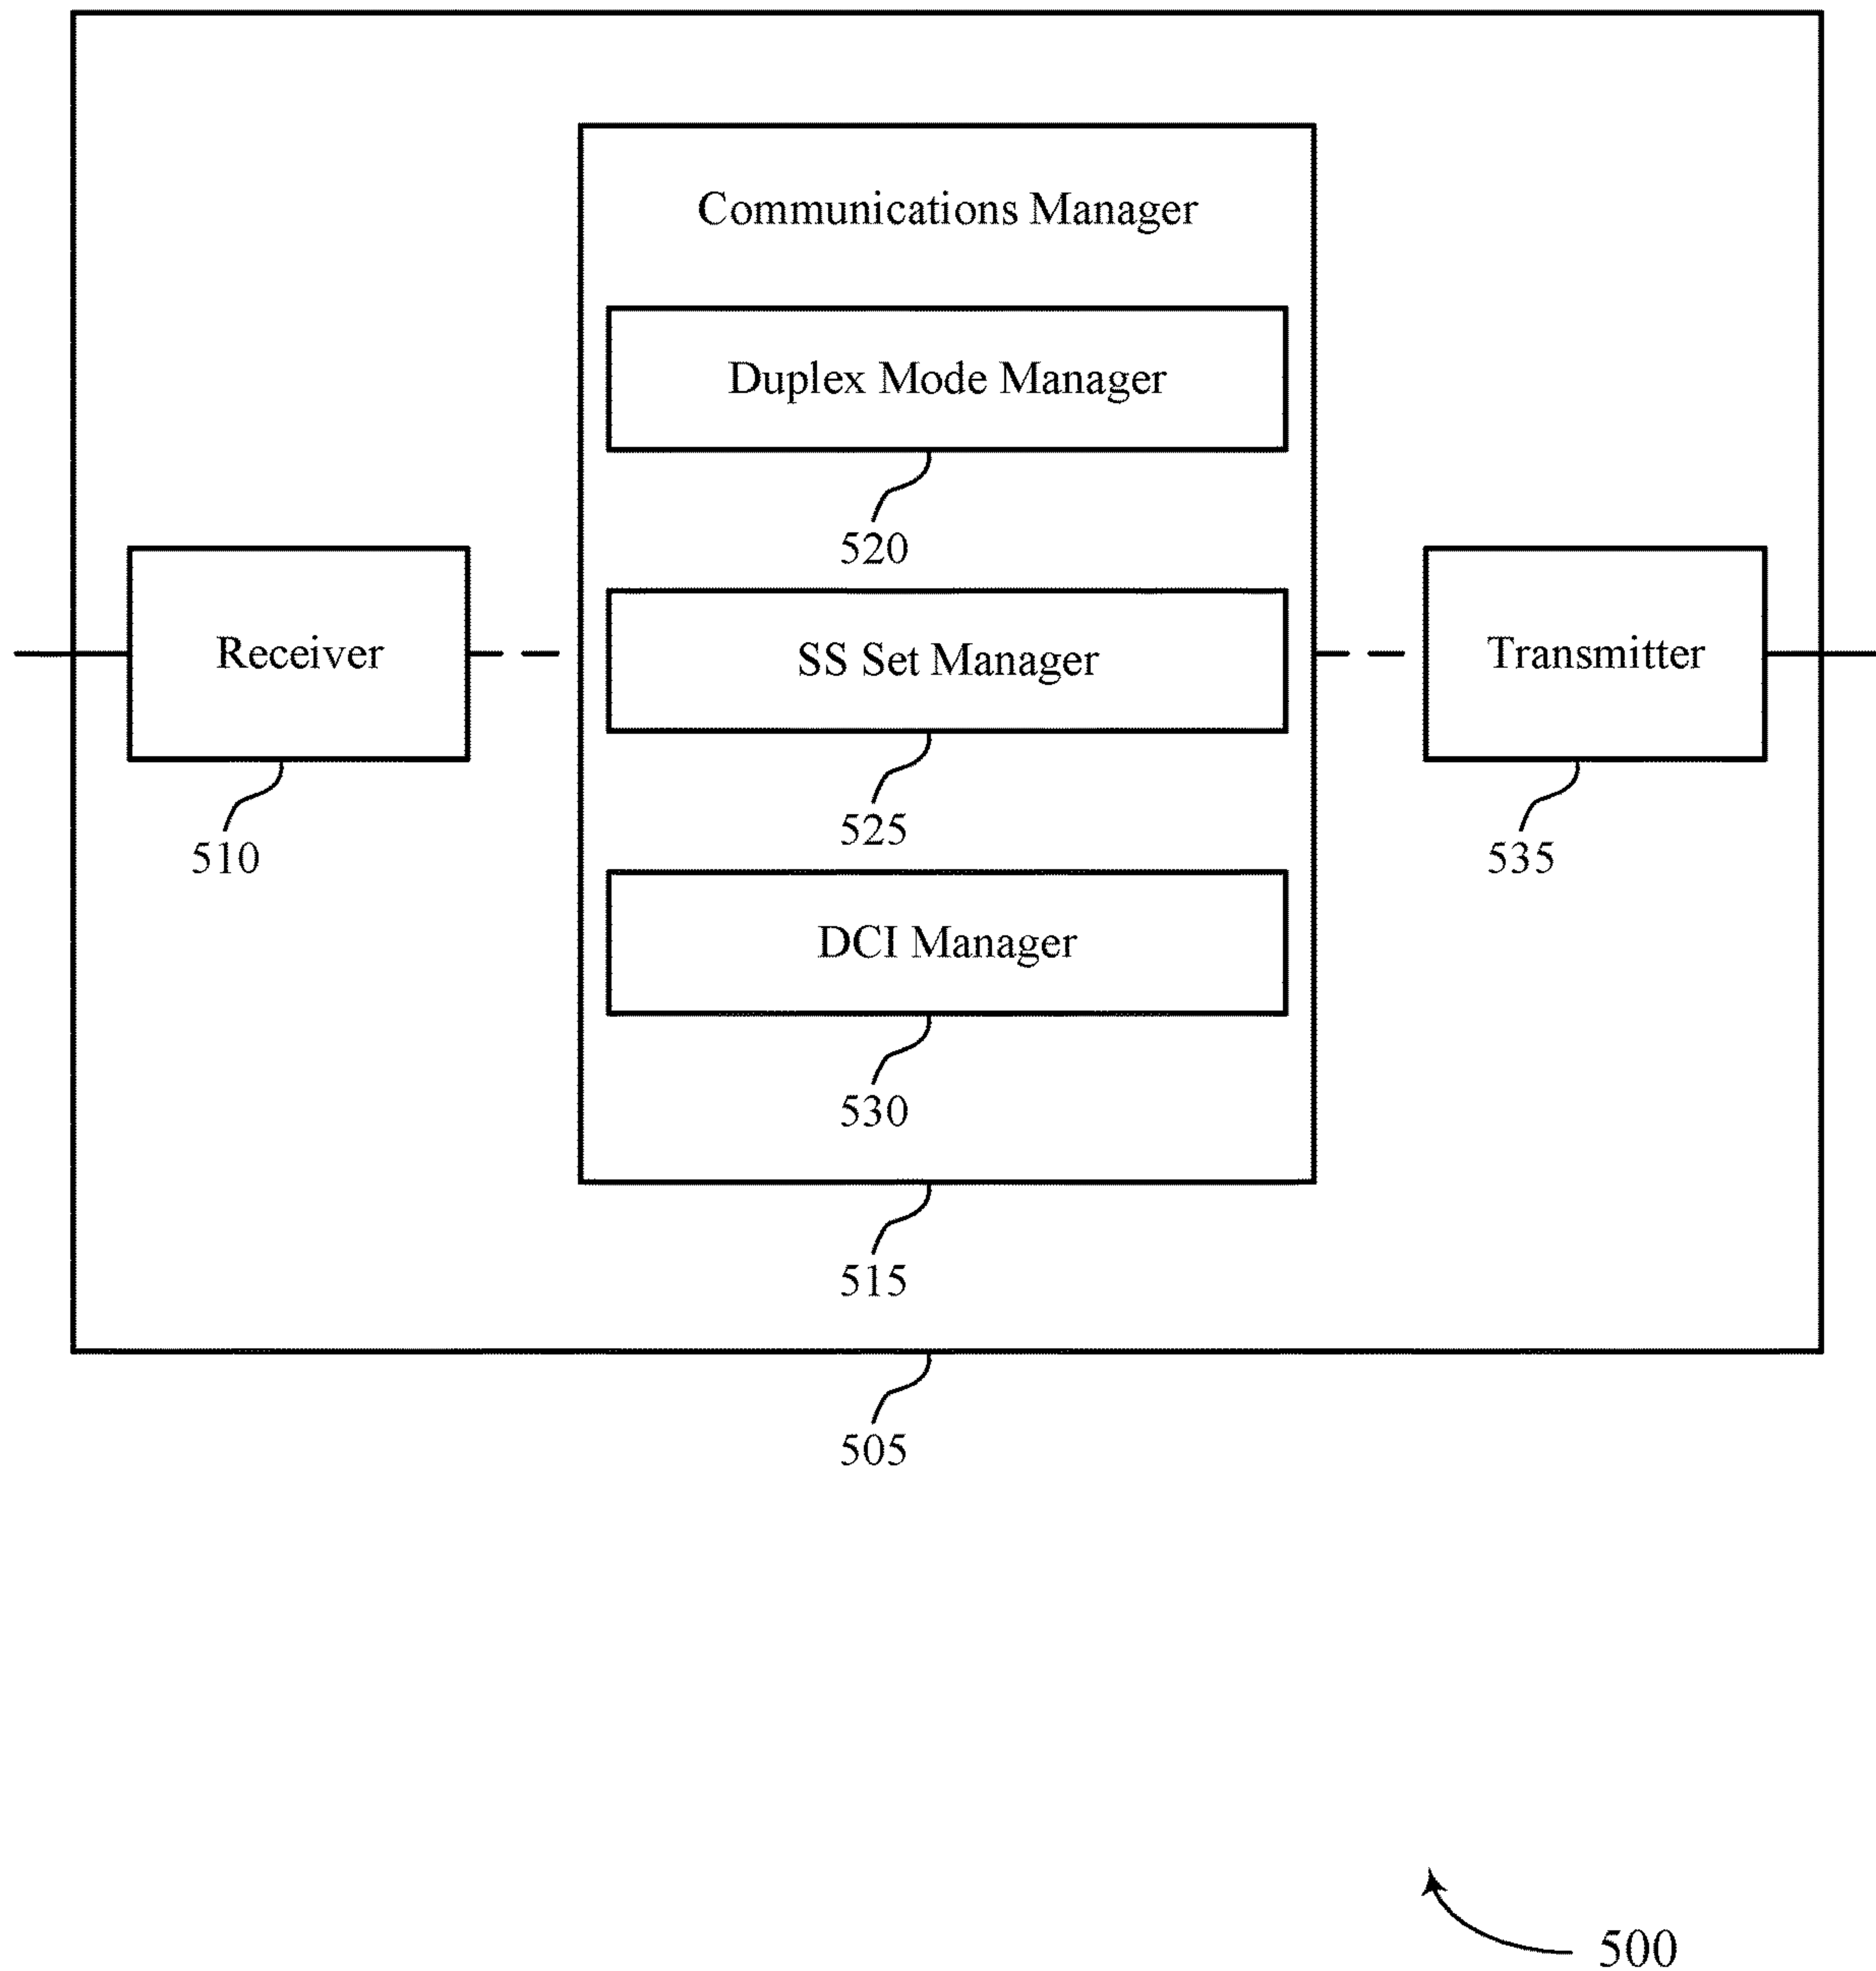 Communications Manager
Duplex Mode Manager
520
Receiver
510
SS Set Manager
525
Transmitter
535
DCI Manager
530
515
505
500